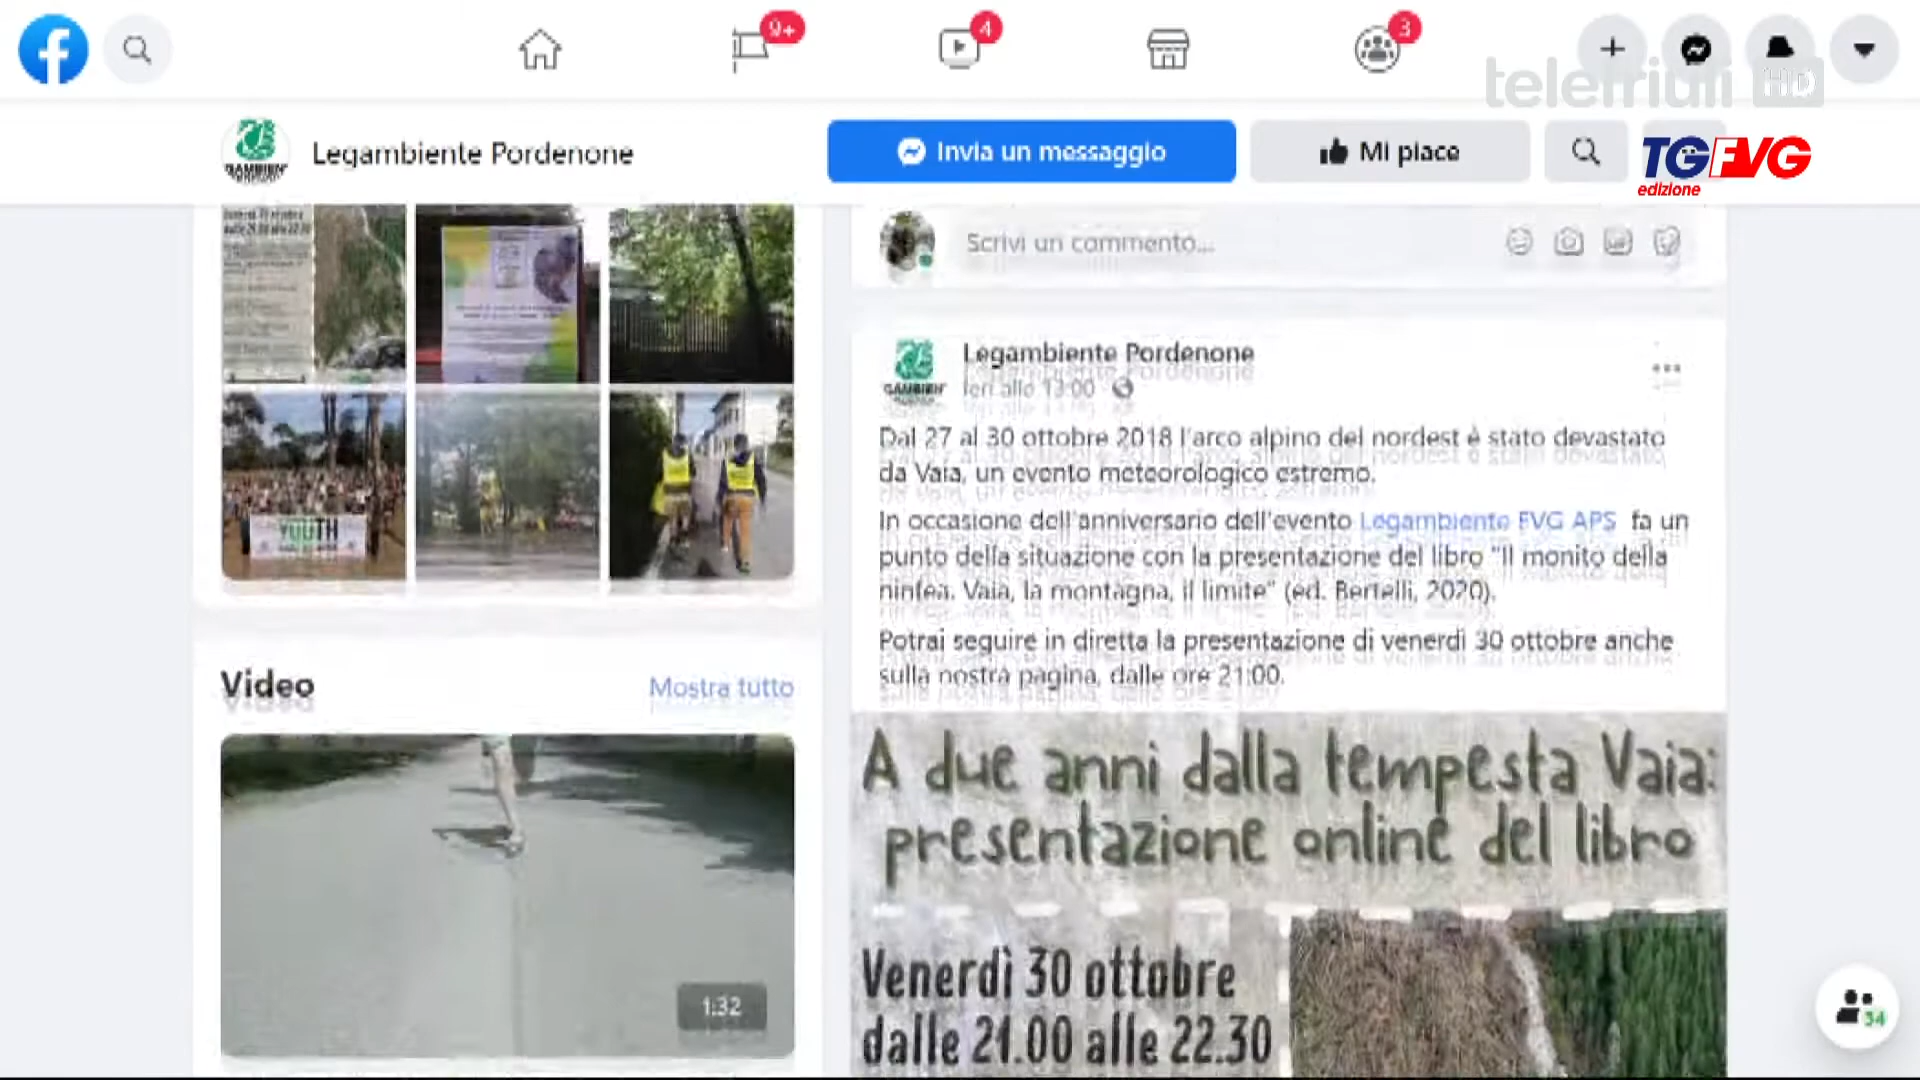 9+
4
3
telefriuli HD
Legambiente Pordenone
Invia un messaggio
Mi piace
TG FVG
edizione
dalle 21.00 alle 22.30
YOUTH
Video
Mostra tutto
1:32
Scrivi un commento...
Legambiente Pordenone
Ieri alle 13:00
Dal 27 al 30 ottobre 2018 l'arco alpino del nordest è stato devastato
da Vaia, un evento meteorologico estremo.
In occasione dell'anniversario dell'evento Legambiente FVG APS fa un
punto della situazione con la presentazione del libro "Il monito della
ninfea. Vaia, la montagna, il limite" (ed. Bertelli, 2020).
Potrai seguire in diretta la presentazione di venerdì 30 ottobre anche
sulla nostra pagina, dalle ore 21:00.
A due anni dalla tempesta Vaia:
presentazione online del libro
Venerdì 30 ottobre
dalle 21.00 alle 22.30
34